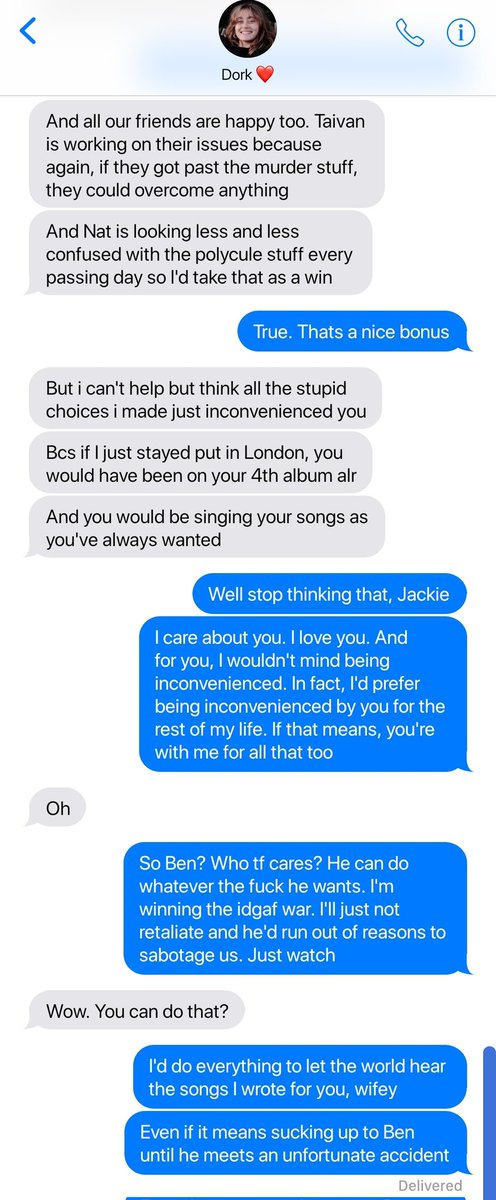 Dork ❤️
And all our friends are happy too. Taivan
is working on their issues because
again, if they got past the murder stuff,
they could overcome anything
And Nat is looking less and less
confused with the polycule stuff every
passing day so I'd take that as a win
True. Thats a nice bonus
But i can't help but think all the stupid
choices i made just inconvenienced you
Bcs if I just stayed put in London, you
would have been on your 4th album alr
And you would be singing your songs as
you've always wanted
Well stop thinking that, Jackie
I care about you. I love you. And
for you, I wouldn't mind being
inconvenienced. In fact, I'd prefer
being inconvenienced by you for the
rest of my life. If that means, you're
with me for all that too
Oh
So Ben? Who tf cares? He can do
whatever the fuck he wants. I'm
winning the idgaf war. I'll just not
retaliate and he'd run out of reasons to
sabotage us. Just watch
Wow. You can do that?
I'd do everything to let the world hear
the songs I wrote for you, wifey
Even if it means sucking up to Ben
until he meets an unfortunate accident
Delivered